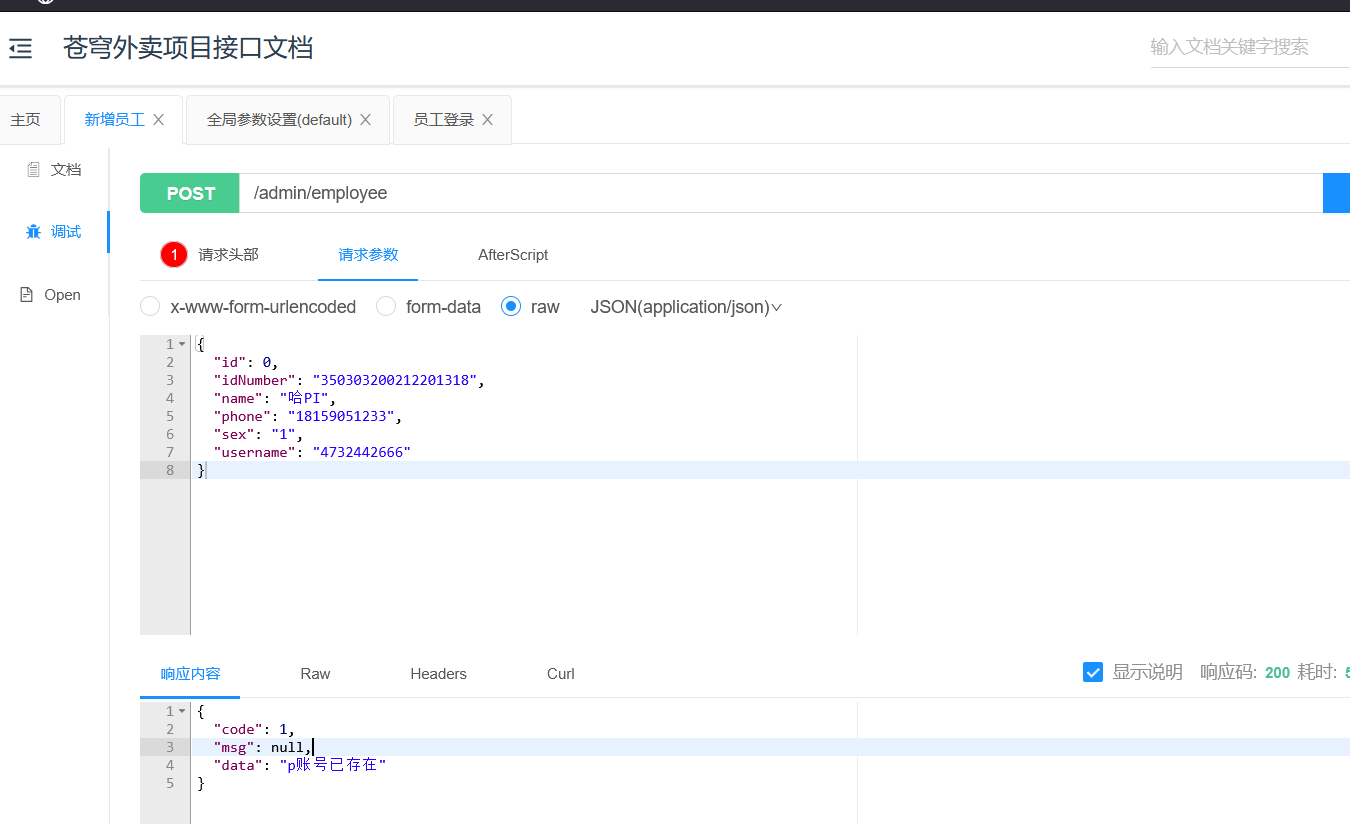 苍穹外卖项目接口文档
输入文档关键字搜索
主页 新增员工 全局参数设置(default) 员工登录
文档
调试
Open
POST /admin/employee
1 请求头部 请求参数 AfterScript
x-www-form-urlencoded form-data raw JSON(application/json)
1 {
2 "id": 0,
3 "idNumber": "350303200212201318",
4 "name": "哈PI",
5 "phone": "18159051233",
6 "sex": "1",
7 "username": "4732442666"
8 }
响应内容 Raw Headers Curl 显示说明 响应码: 200 耗时:
1 {
2 "code": 1,
3 "msg": null,
4 "data": "p账号已存在"
5 }